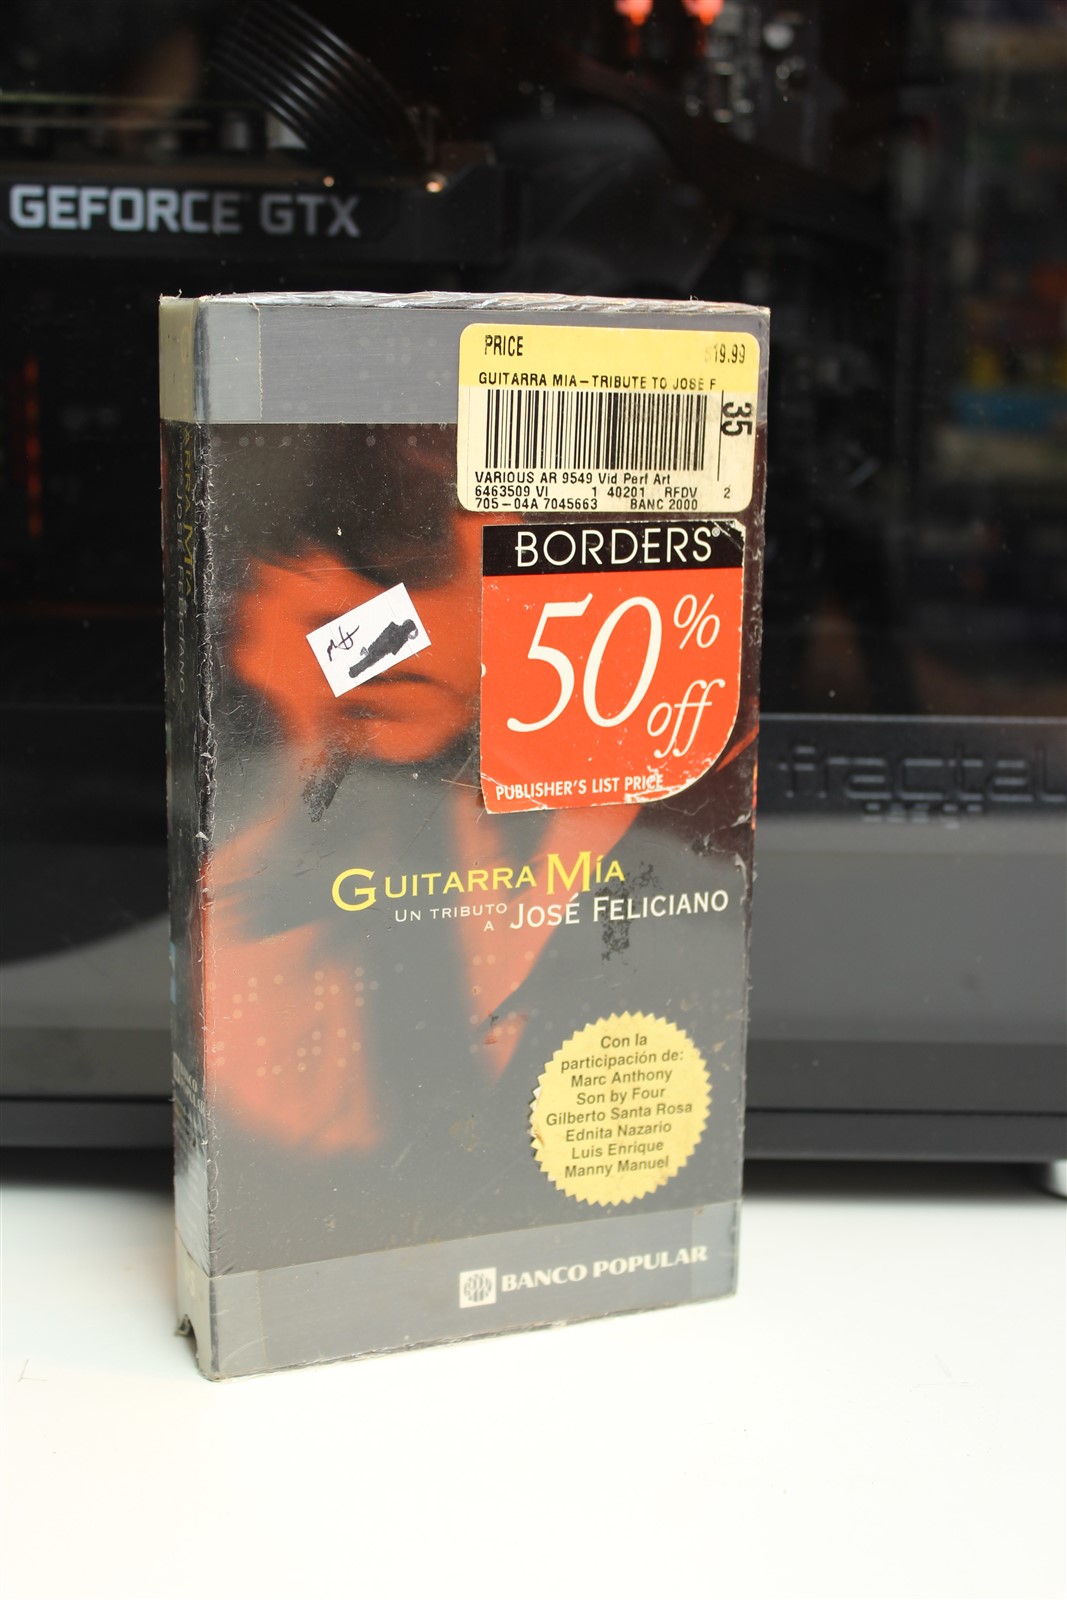 GEFORCE GTX
PRICE $19.99
GUITARRA MIA-TRIBUTE TO JOSE F
35
VARIOUS AR 9549 Vid Perf Art
6463509 VI 1 40201 RFDV 2
705-04A 7045663 BANC 2000
BORDERS®
50% off
PUBLISHER'S LIST PRICE
fractal
GUITARRA MÍA
UN TRIBUTO A JOSÉ FELICIANO
Con la
participación de:
Marc Anthony
Son by Four
Gilberto Santa Rosa
Ednita Nazario
Luis Enrique
Manny Manuel
BANCO POPULAR